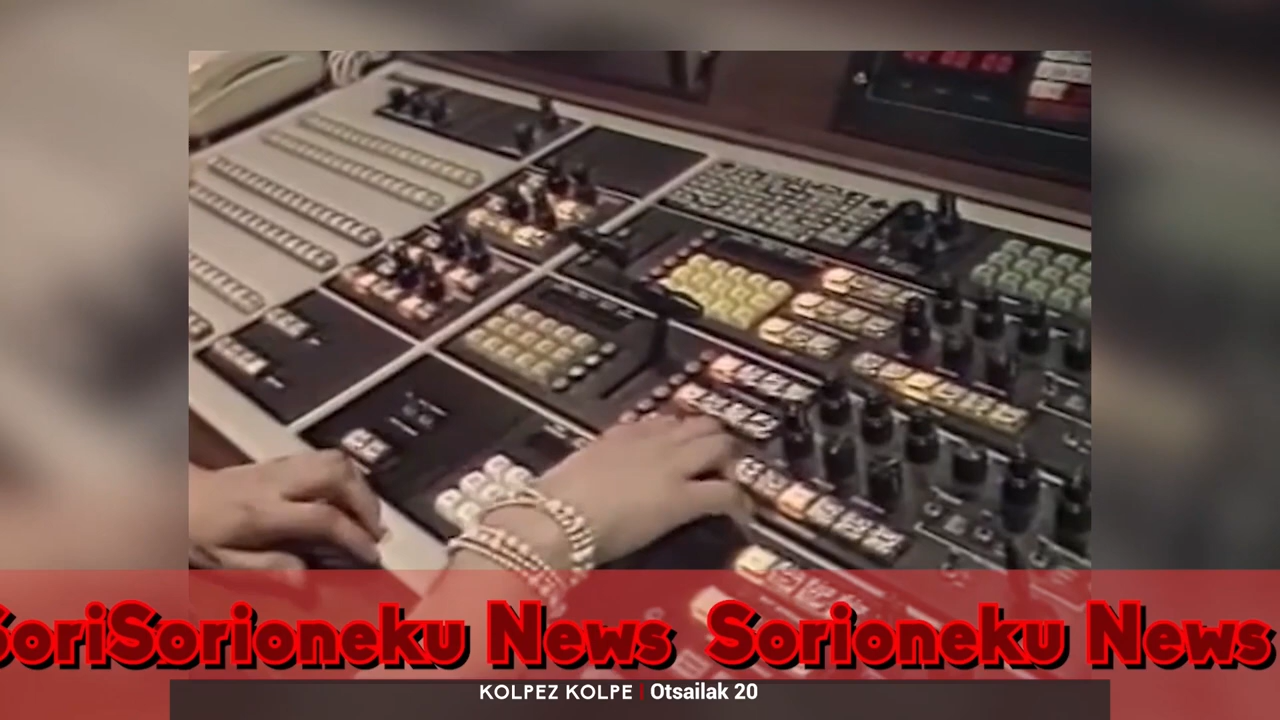 SoriSorioneku News Sorioneku News
KOLPEZ KOLPE | Otsailak 20